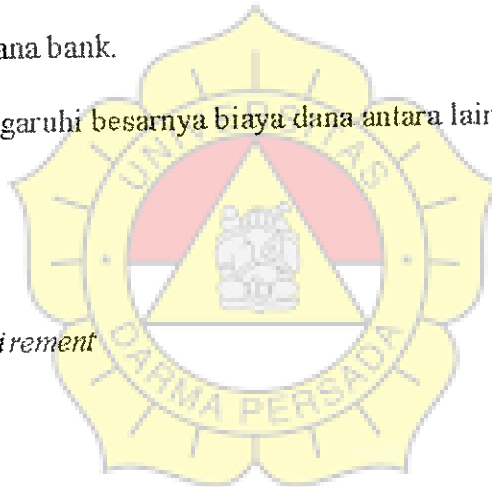 ana bank.
garuhi besarnya biaya dana antara lain
UNIVERSITAS
irement
DARMA PERSADA